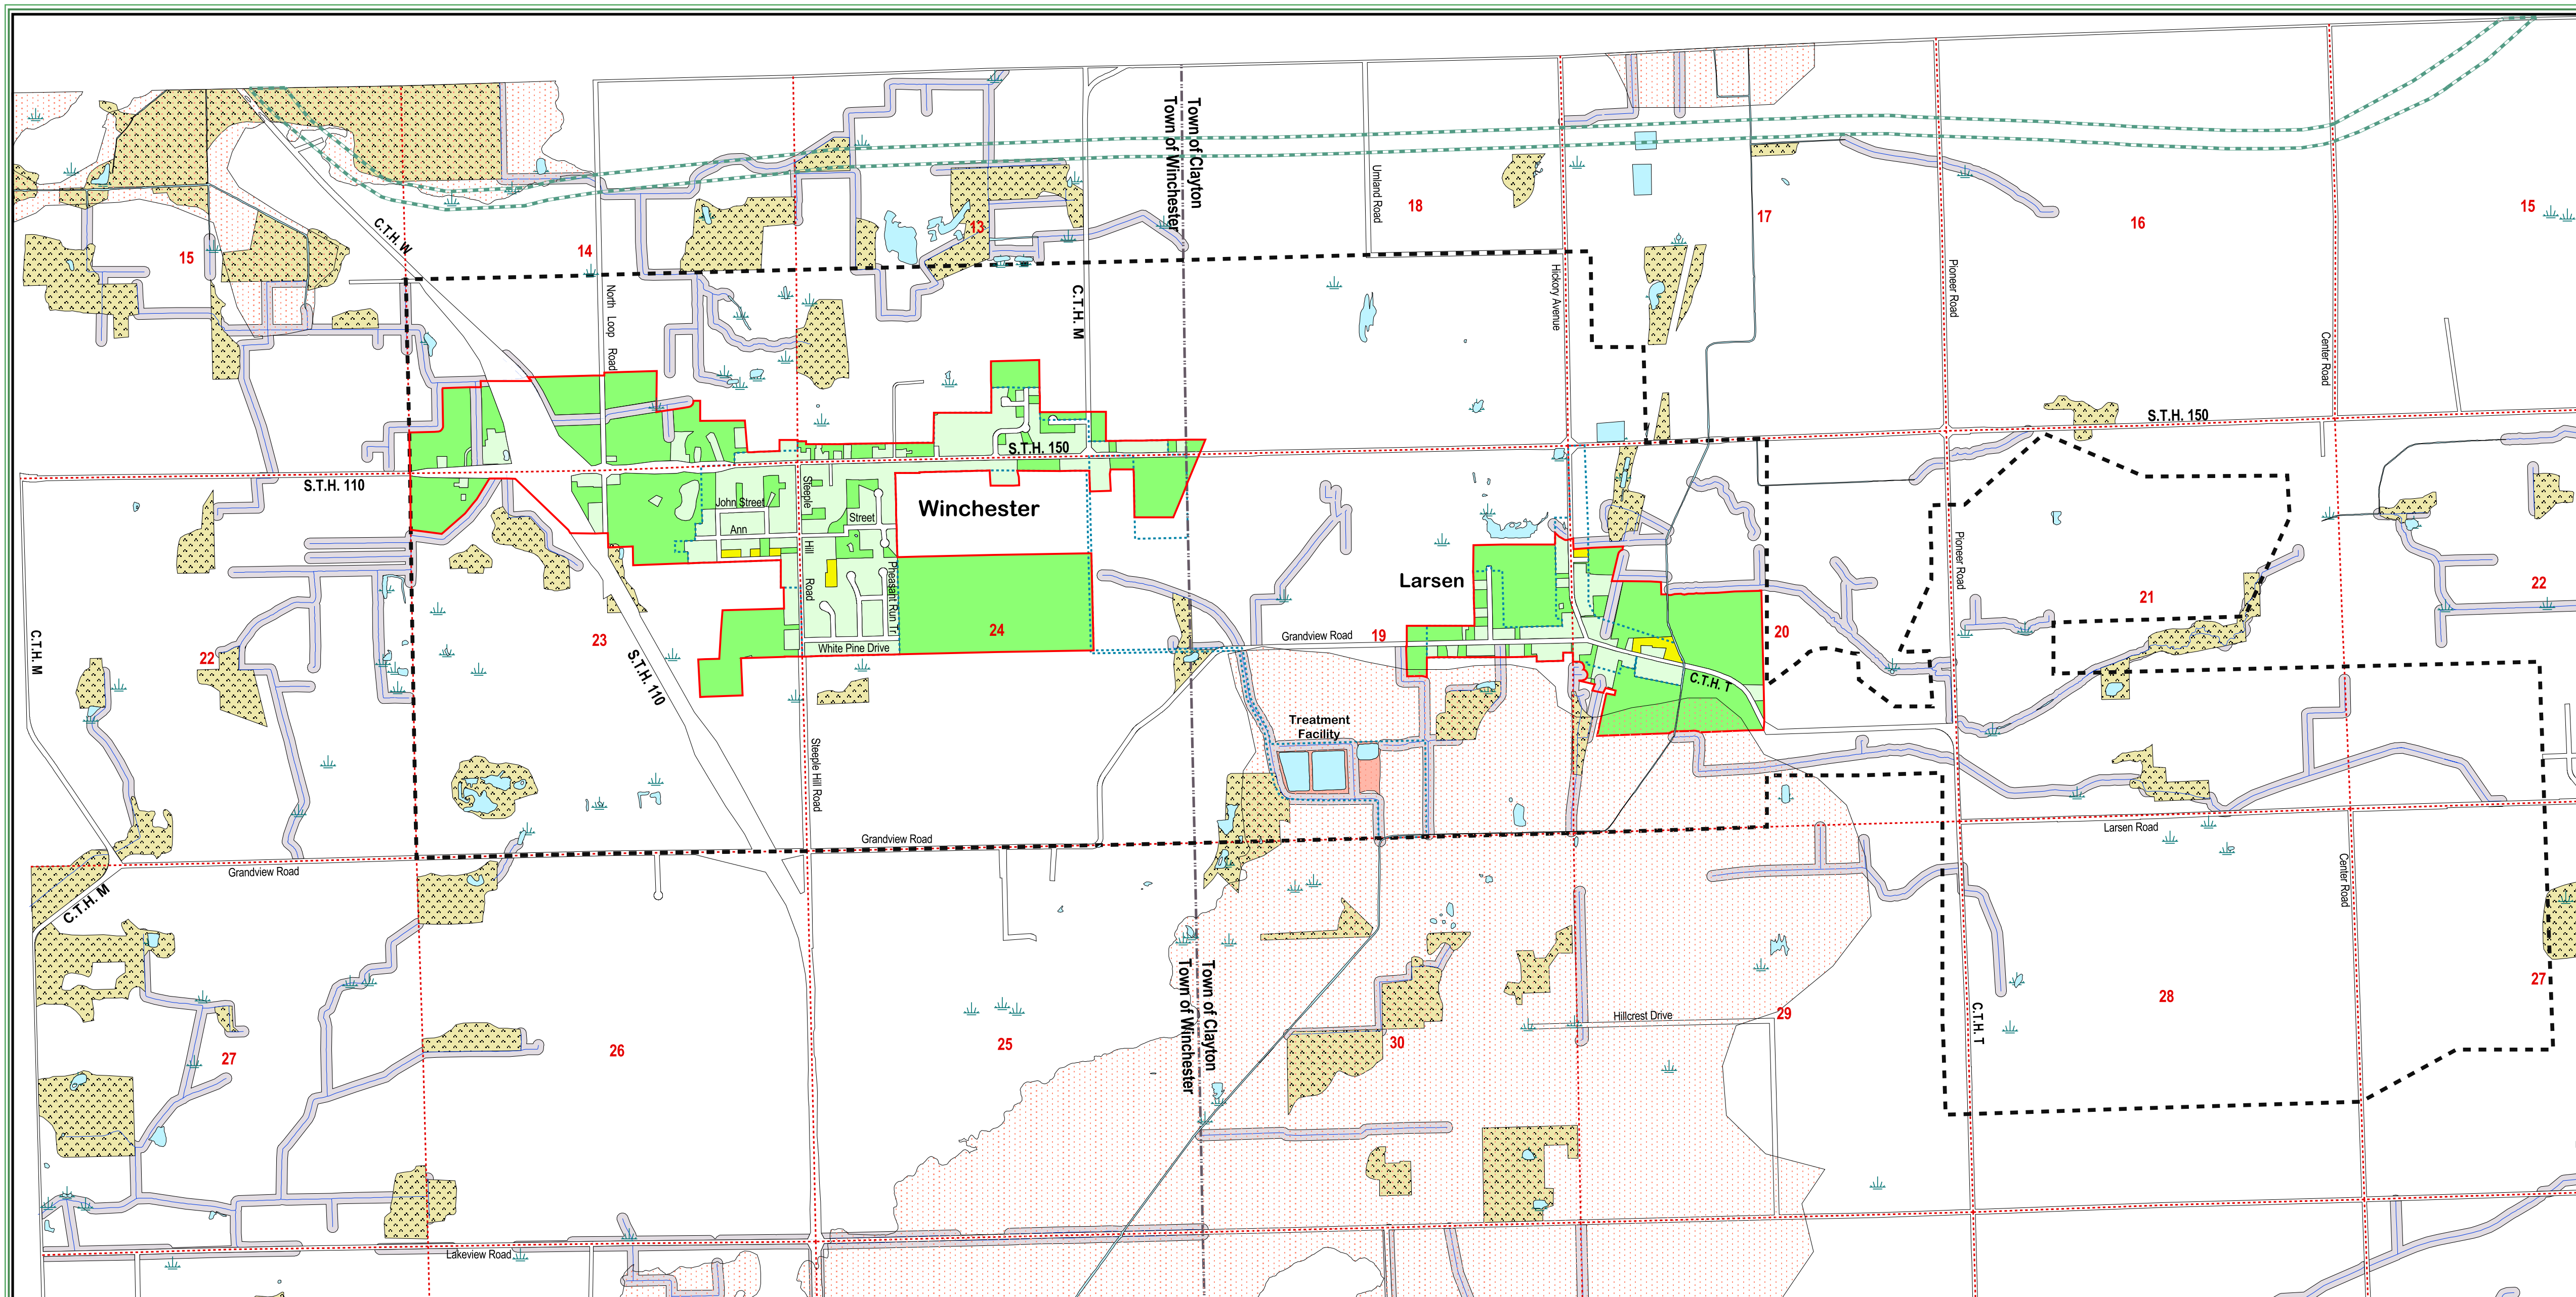 Town of Clayton
Town of Winchester
Umland Road
18
17
16
15
15
C.T.H. W
14
13
North Loop Road
C.T.H. M
Hickory Avenue
Pioneer Road
Center Road
S.T.H. 150
S.T.H. 150
S.T.H. 110
John Street
Steeple Hill Road
Street
Ann
Winchester
Pheasant Run Tr
Larsen
Pioneer Road
C.T.H. M
22
23
24
Grandview Road
19
20
21
22
White Pine Drive
S.T.H. 110
C.T.H. T
Treatment
Facility
Steeple Hill Road
Grandview Road
Grandview Road
Larsen Road
C.T.H. M
Center Road
Town of Clayton
Town of Winchester
27
26
25
30
Hillcrest Drive
29
C.T.H. T
28
27
Lakeview Road